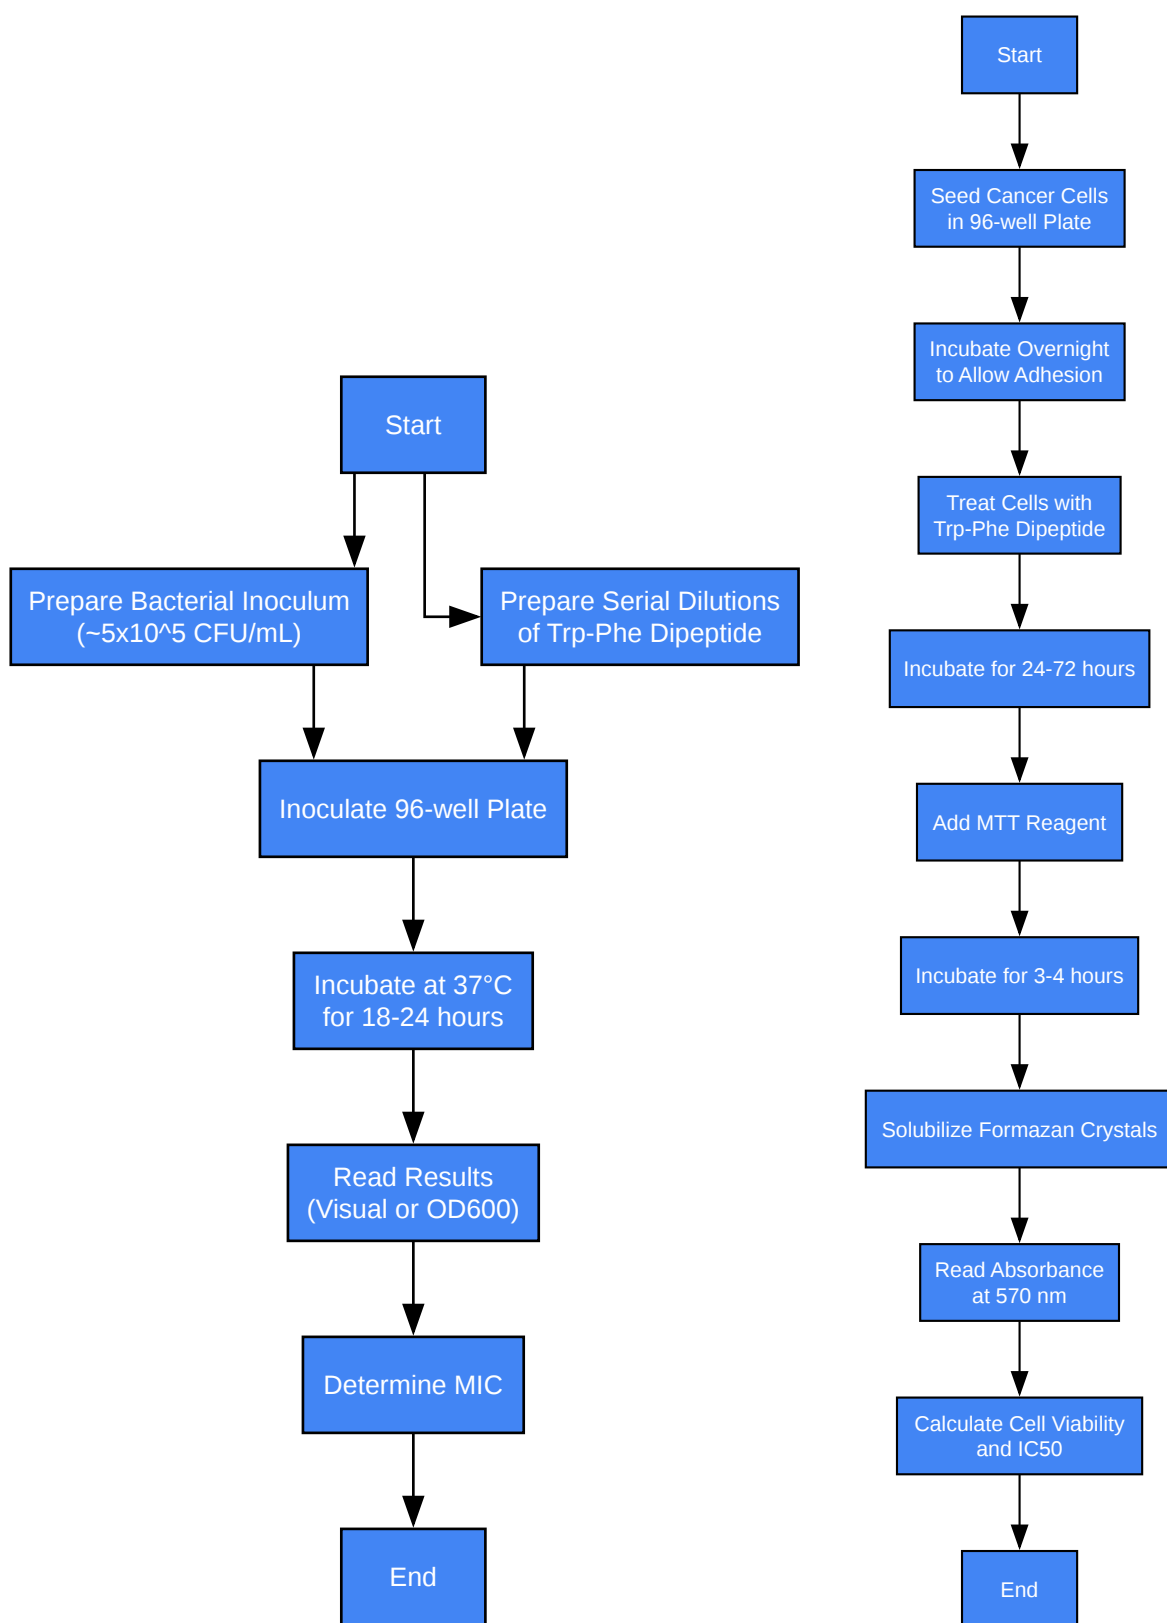 Start
Prepare Bacterial Inoculum
(~5x10^5 CFU/mL)
Prepare Serial Dilutions
of Trp-Phe Dipeptide
Inoculate 96-well Plate
Incubate at 37°C
for 18-24 hours
Read Results
(Visual or OD600)
Determine MIC
End
Start
Seed Cancer Cells
in 96-well Plate
Incubate Overnight
to Allow Adhesion
Treat Cells with
Trp-Phe Dipeptide
Incubate for 24-72 hours
Add MTT Reagent
Incubate for 3-4 hours
Solubilize Formazan Crystals
Read Absorbance
at 570 nm
Calculate Cell Viability
and IC50
End